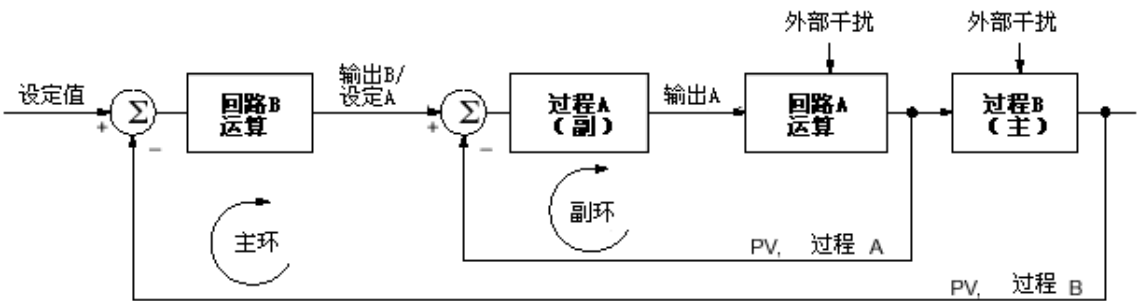 外部干扰
外部干扰
设定值
Σ
+
−
回路B
运算
输出B/
设定A
Σ
+
−
过程A
(副)
输出A
回路A
运算
过程B
(主)
主环
副环
PV, 过程 A
PV, 过程 B